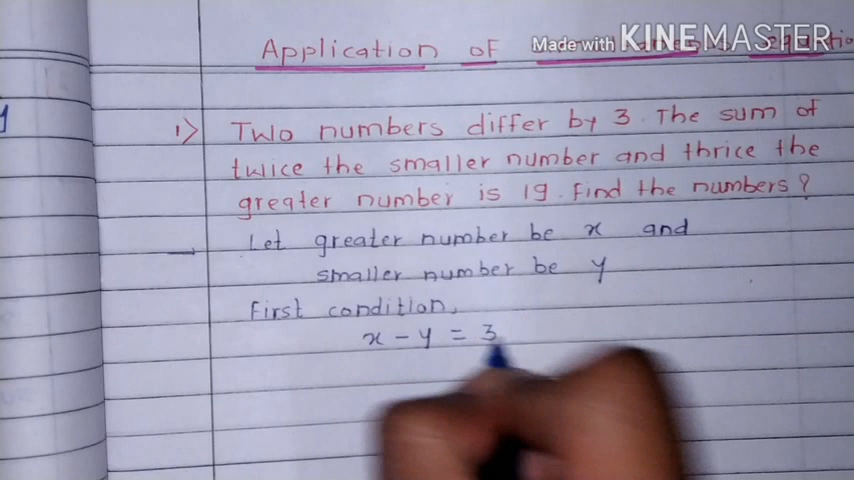 Application of
Made with KINEMASTER
1) Two numbers differ by 3. The sum of
twice the smaller number and thrice the
greater number is 19. Find the numbers?
Let greater number be x and
smaller number be y
First condition,
x - y = 3